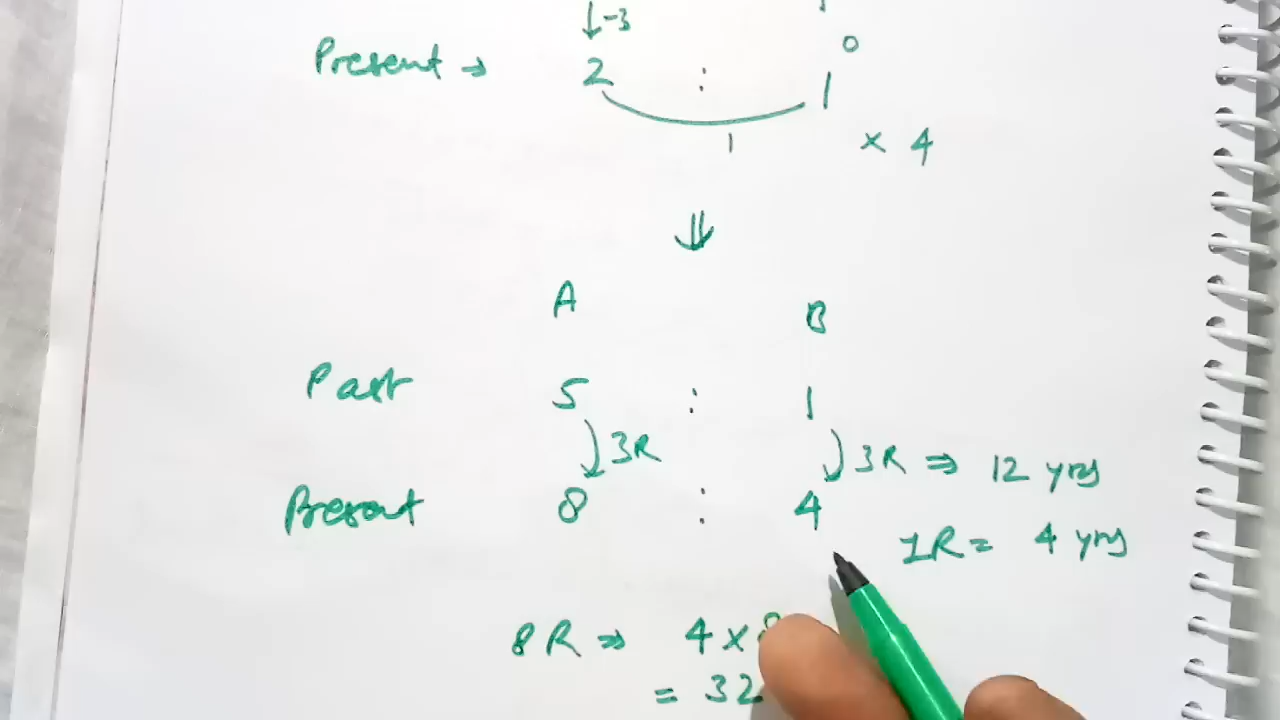 ↓-3
Present → 2 : 1 0
1 × 4
⇓
A B
Past 5 : 1
3R 3R ⇒ 12 yrs
Present 8 : 4
1R = 4 yrs
8R ⇒ 4 ×
= 32